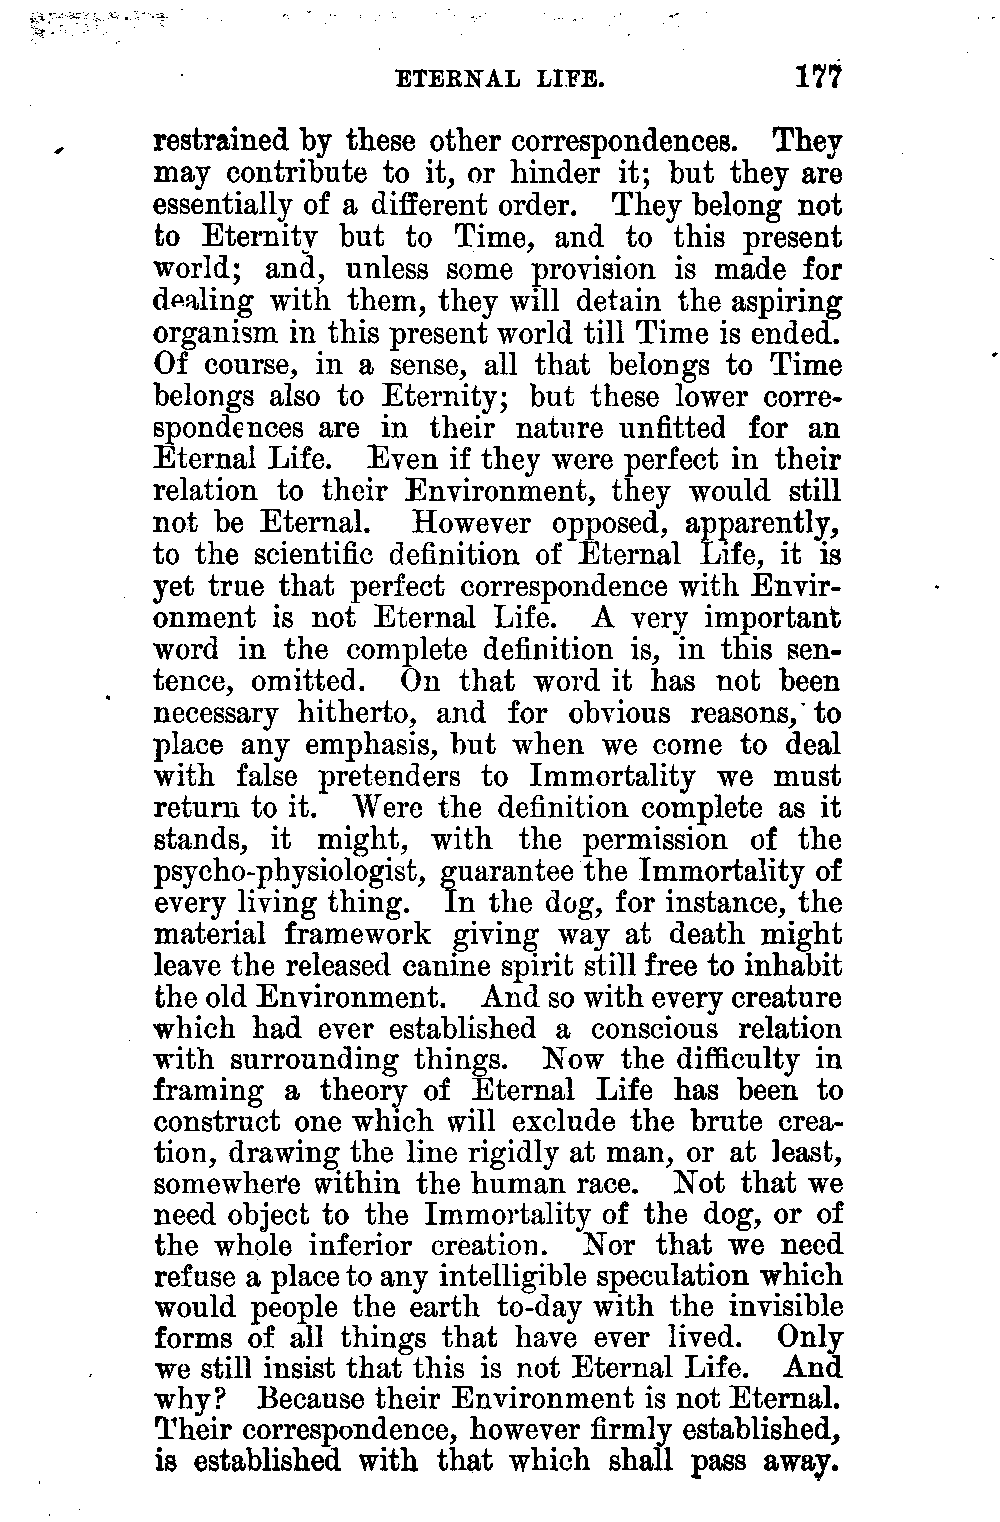 ETERNAL LIFE. 177
restrained by these other correspondences. They
may contribute to it, or hinder it; but they are
essentially of a different order. They belong not
to Eternity but to Time, and to this present
world; and, unless some provision is made for
dealing with them, they will detain the aspiring
organism in this present world till Time is ended.
Of course, in a sense, all that belongs to Time
belongs also to Eternity; but these lower corre-
spondences are in their nature unfitted for an
Eternal Life. Even if they were perfect in their
relation to their Environment, they would still
not be Eternal. However opposed, apparently,
to the scientific definition of Eternal Life, it is
yet true that perfect correspondence with Envir-
onment is not Eternal Life. A very important
word in the complete definition is, in this sen-
tence, omitted. On that word it has not been
necessary hitherto, and for obvious reasons, to
place any emphasis, but when we come to deal
with false pretenders to Immortality we must
return to it. Were the definition complete as it
stands, it might, with the permission of the
psycho-physiologist, guarantee the Immortality of
every living thing. In the dog, for instance, the
material framework giving way at death might
leave the released canine spirit still free to inhabit
the old Environment. And so with every creature
which had ever established a conscious relation
with surrounding things. Now the difficulty in
framing a theory of Eternal Life has been to
construct one which will exclude the brute crea-
tion, drawing the line rigidly at man, or at least,
somewhere within the human race. Not that we
need object to the Immortality of the dog, or of
the whole inferior creation. Nor that we need
refuse a place to any intelligible speculation which
would people the earth to-day with the invisible
forms of all things that have ever lived. Only
we still insist that this is not Eternal Life. And
why? Because their Environment is not Eternal.
Their correspondence, however firmly established,
is established with that which shall pass away.